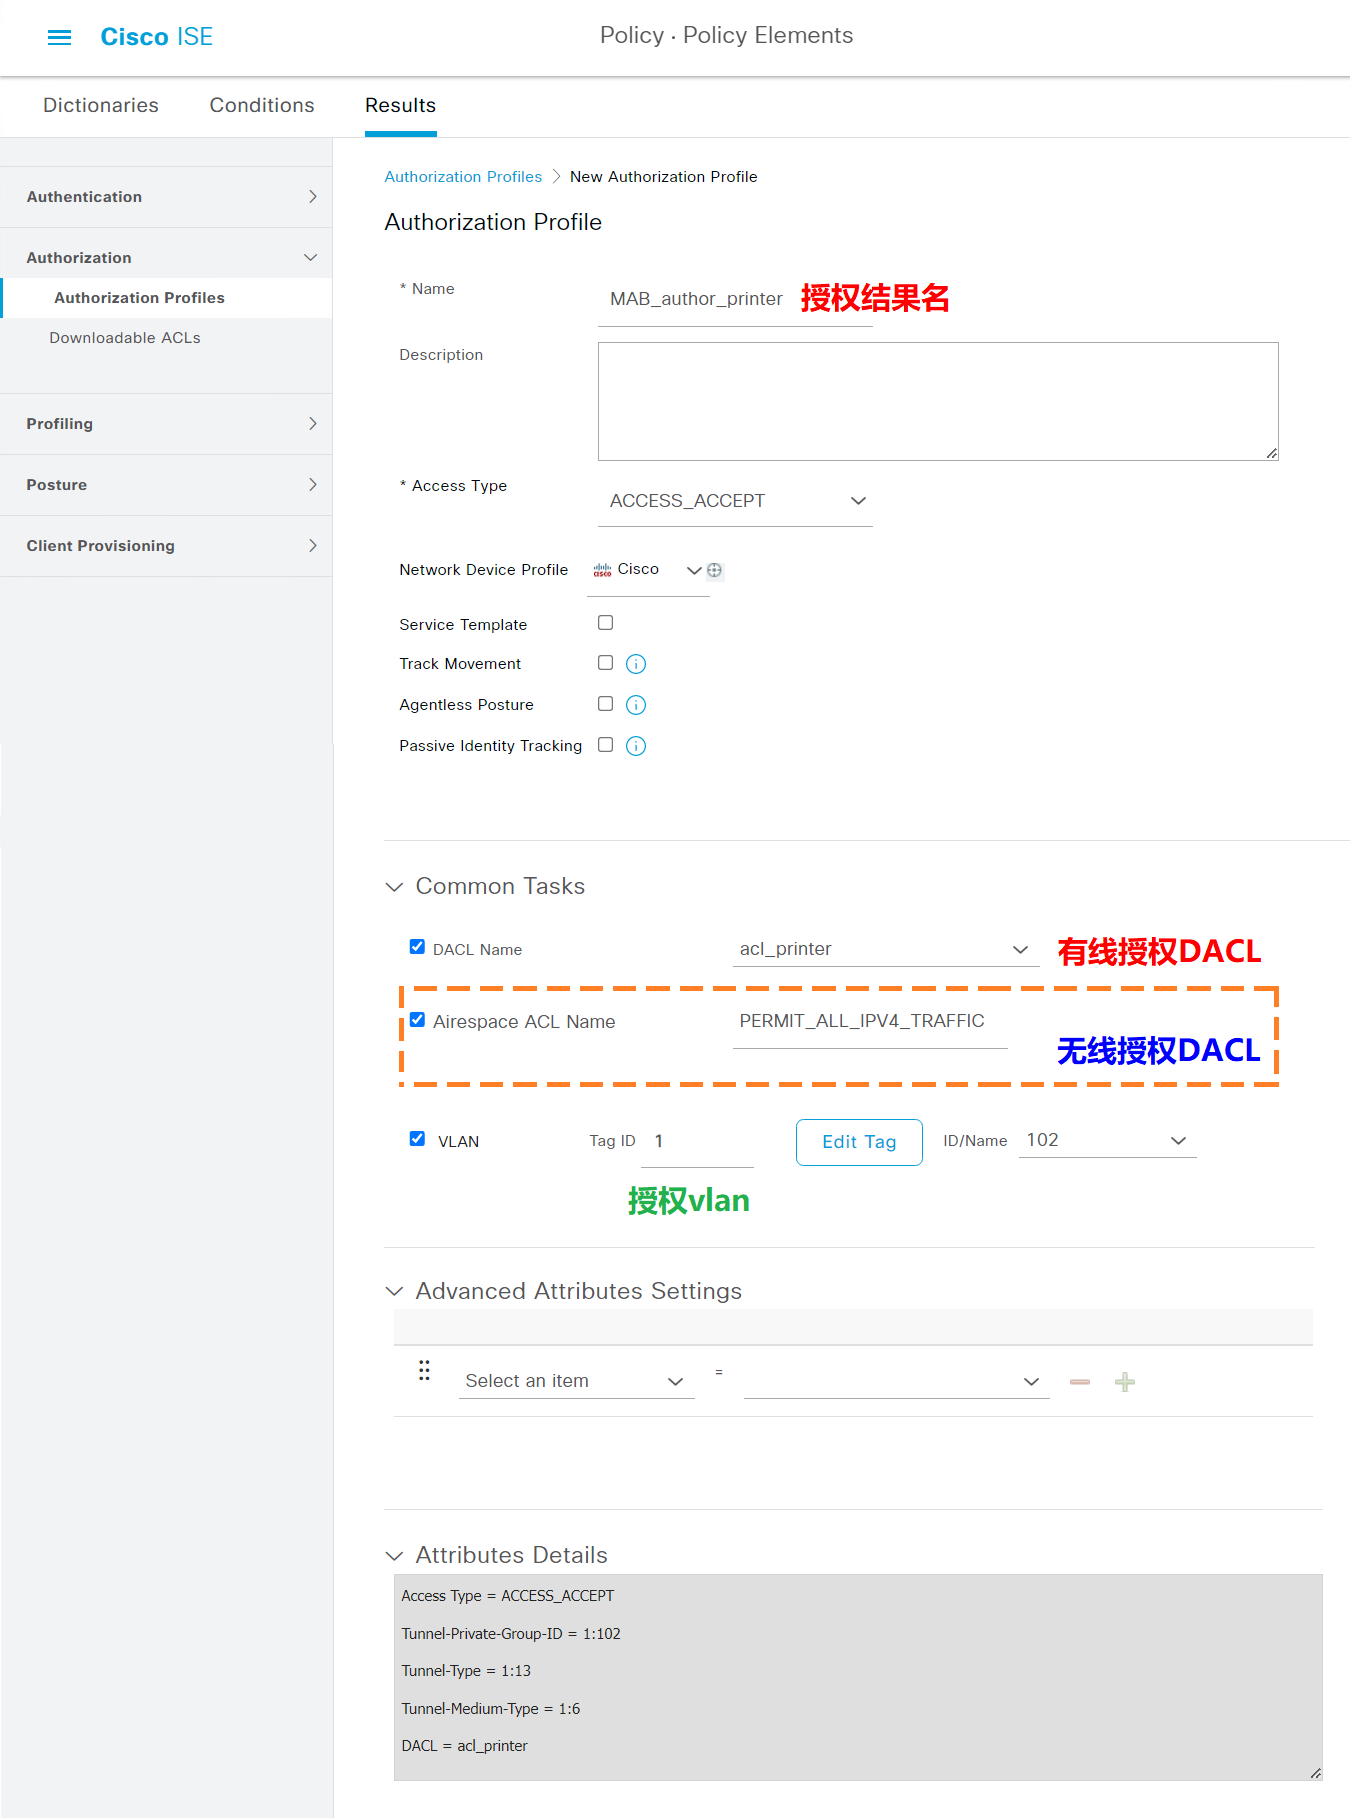 Cisco ISE
Policy · Policy Elements
Dictionaries Conditions Results
Authentication
Authorization
Authorization Profiles
Downloadable ACLs
Profiling
Posture
Client Provisioning
Authorization Profiles > New Authorization Profile
Authorization Profile
* Name MAB_author_printer 授权结果名
Description
* Access Type ACCESS_ACCEPT
Network Device Profile CISCO Cisco
Service Template
Track Movement
Agentless Posture
Passive Identity Tracking
Common Tasks
DACL Name acl_printer 有线授权DACL
Airespace ACL Name PERMIT_ALL_IPV4_TRAFFIC
无线授权DACL
VLAN Tag ID 1 Edit Tag ID/Name 102
授权vlan
Advanced Attributes Settings
Select an item =
Attributes Details
Access Type = ACCESS_ACCEPT
Tunnel-Private-Group-ID = 1:102
Tunnel-Type = 1:13
Tunnel-Medium-Type = 1:6
DACL = acl_printer